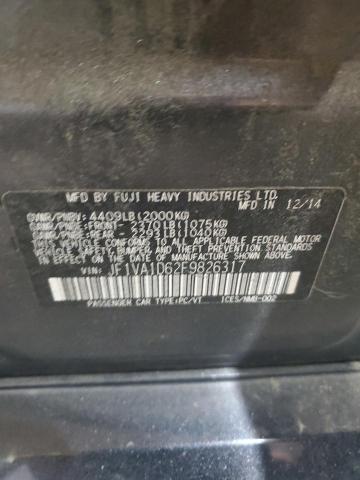 MFD BY FUJI HEAVY INDUSTRIES LTD.
MFD IN 12/14
GVWR/PNBV: 4409LB(2000KG)
GAWR/PNBE: FRONT- 2370LB(1075KG)
GAWR/PNBE: REAR - 2293LB(1040KG)
THIS VEHICLE CONFORMS TO ALL APPLICABLE FEDERAL MOTOR
VEHICLE SAFETY, BUMPER, AND THEFT PREVENTION STANDARDS
IN EFFECT ON THE DATE OF MANUFACTURE SHOWN ABOVE.
VIN: JF1VA1D62F9826317
PASSENGER CAR TYPE:PC/VT ICES/NMB-002